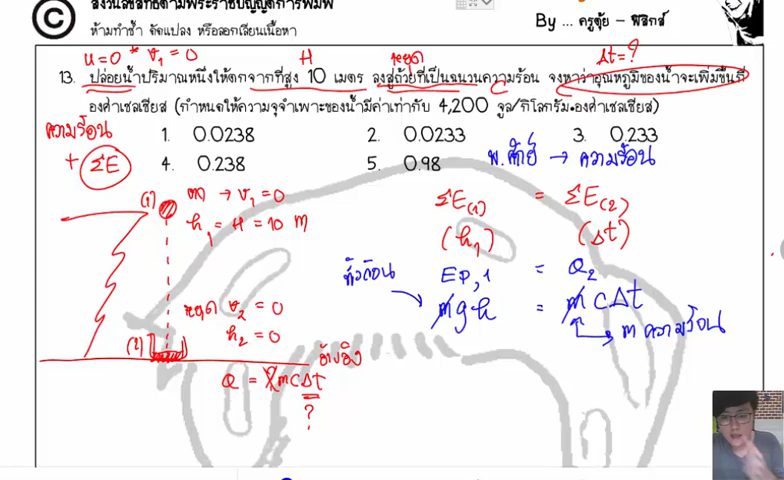 สงวนลิขสิทธิ์ตามพระราชบัญญัติการพิมพ์
ห้ามทำซ้ำ ดัดแปลง หรือลอกเลียนเนื้อหา
©
By ... ครูตุ้ย - ฟิสิกส์
u=0 * v₁ = 0
H
หยุด
Δt = ?
13. ปล่อยน้ำปริมาณหนึ่งให้ตกจากที่สูง 10 เมตร ลงสู่ถ้วยที่เป็นฉนวนความร้อน จงหาว่าอุณหภูมิของน้ำจะเพิ่มขึ้นกี่
องศาเซลเซียส (กำหนดให้ความจุจำเพาะของน้ำมีค่าเท่ากับ 4,200 จูล/กิโลกรัม•องศาเซลเซียส)
1. 0.0238 2. 0.0233 3. 0.233
4. 0.238 5. 0.98
ความร้อน
+ ΣE
พ.ศักย์ → ความร้อน
(1) ตก → v₁ = 0
h₁ = H = 10 m
ΣE(1) = ΣE(2)
(h₁) (Δt)
Ep,1 = Q₂
mgh = mcΔt
m ความร้อน
หยุด v₂ = 0
h₂ = 0
(2)
อ้างอิง
Q = mcΔt
?